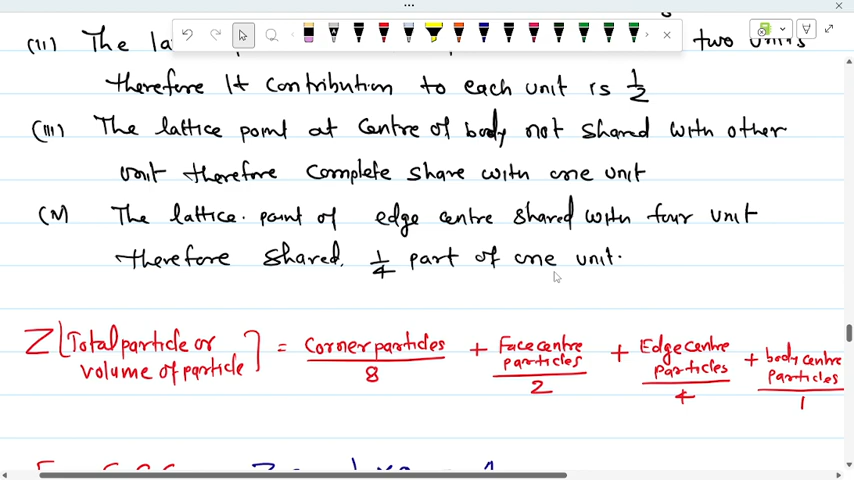 (III) The la two units
therefore It contribution to each unit is 1/2
(III) The lattice point at centre of body not shared with other
unit therefore complete share with one unit
(IV) The lattice. point of edge centre shared with four unit
therefore shared. 1/4 part of one unit.
Z [Total particle or volume of particle] = Corner particles/8 + Face centre particles/2 + Edge centre particles/4 + body centre particles/1